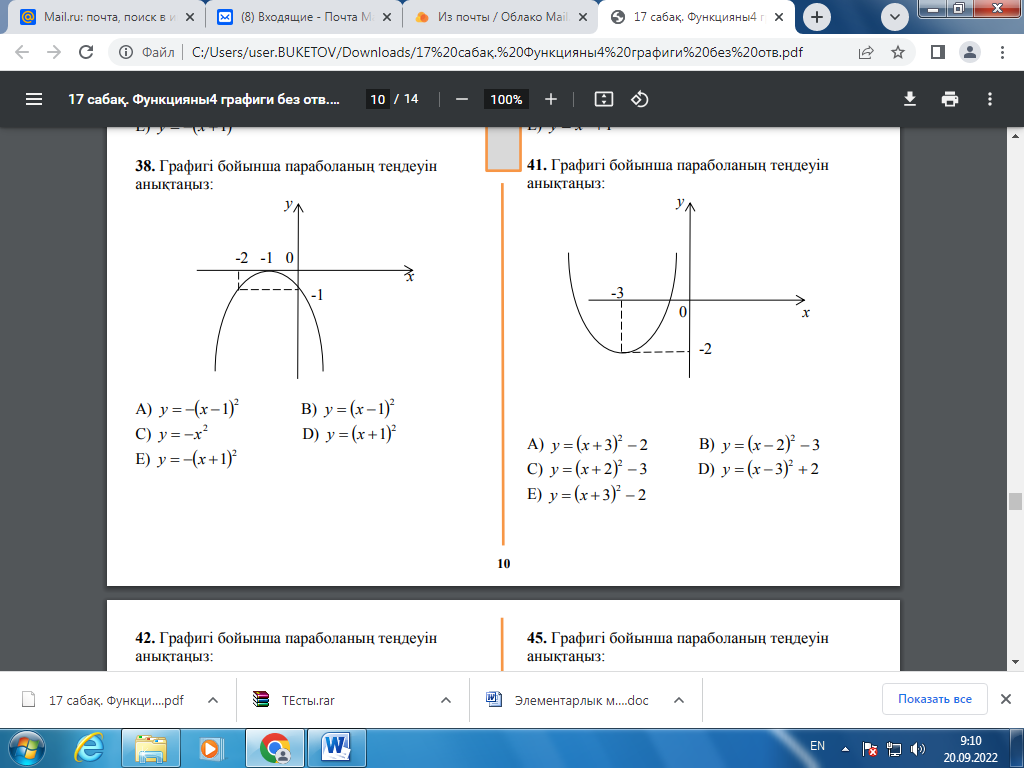 Mail.ru: почта, поиск в и
(8) Входящие - Почта Ма
Из почты / Облако Mail.
17 сабақ. Функцияны4 г
Файл
C:/Users/user.BUKETOV/Downloads/17%20сабақ.%20Функцияны4%20графиги%20без%20отв.pdf
17 сабақ. Функцияны4 графиги без отв....
10 / 14
100%
38. Графигі бойынша параболаның теңдеуін
анықтаңыз:
y
-2 -1 0
x
-1
A) y = −(x − 1)²
B) y = (x − 1)²
C) y = −x²
D) y = (x + 1)²
E) y = −(x + 1)²
41. Графигі бойынша параболаның теңдеуін
анықтаңыз:
y
-3
0
x
-2
A) y = (x + 3)² − 2
B) y = (x − 2)² − 3
C) y = (x + 2)² − 3
D) y = (x − 3)² + 2
E) y = (x + 3)² − 2
10
42. Графигі бойынша параболаның теңдеуін
анықтаңыз:
45. Графигі бойынша параболаның теңдеуін
анықтаңыз:
17 сабақ. Функци....pdf
ТЕсты.rar
Элементарлык м....doc
Показать все
EN
9:10
20.09.2022